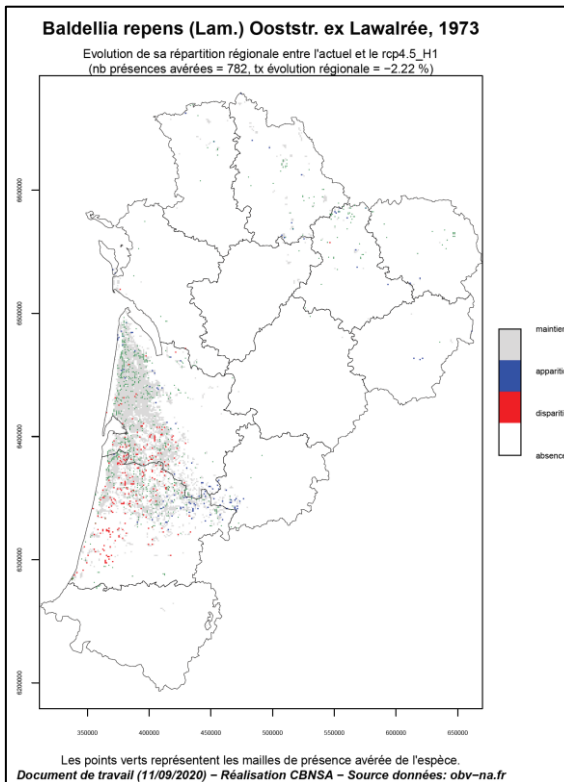 Baldellia repens (Lam.) Ooststr. ex Lawalrée, 1973
Evolution de sa répartition régionale entre l'actuel et le rcp4.5_H1
(nb présences avérées = 782, tx évolution régionale = −2.22 %)
6600000
6500000
6400000
6300000
6200000
maintien
appariti
disparitio
absence
350000 400000 450000 500000 550000 600000 650000
Les points verts représentent les mailles de présence avérée de l'espèce.
Document de travail (11/09/2020) − Réalisation CBNSA − Source données: obv−na.fr